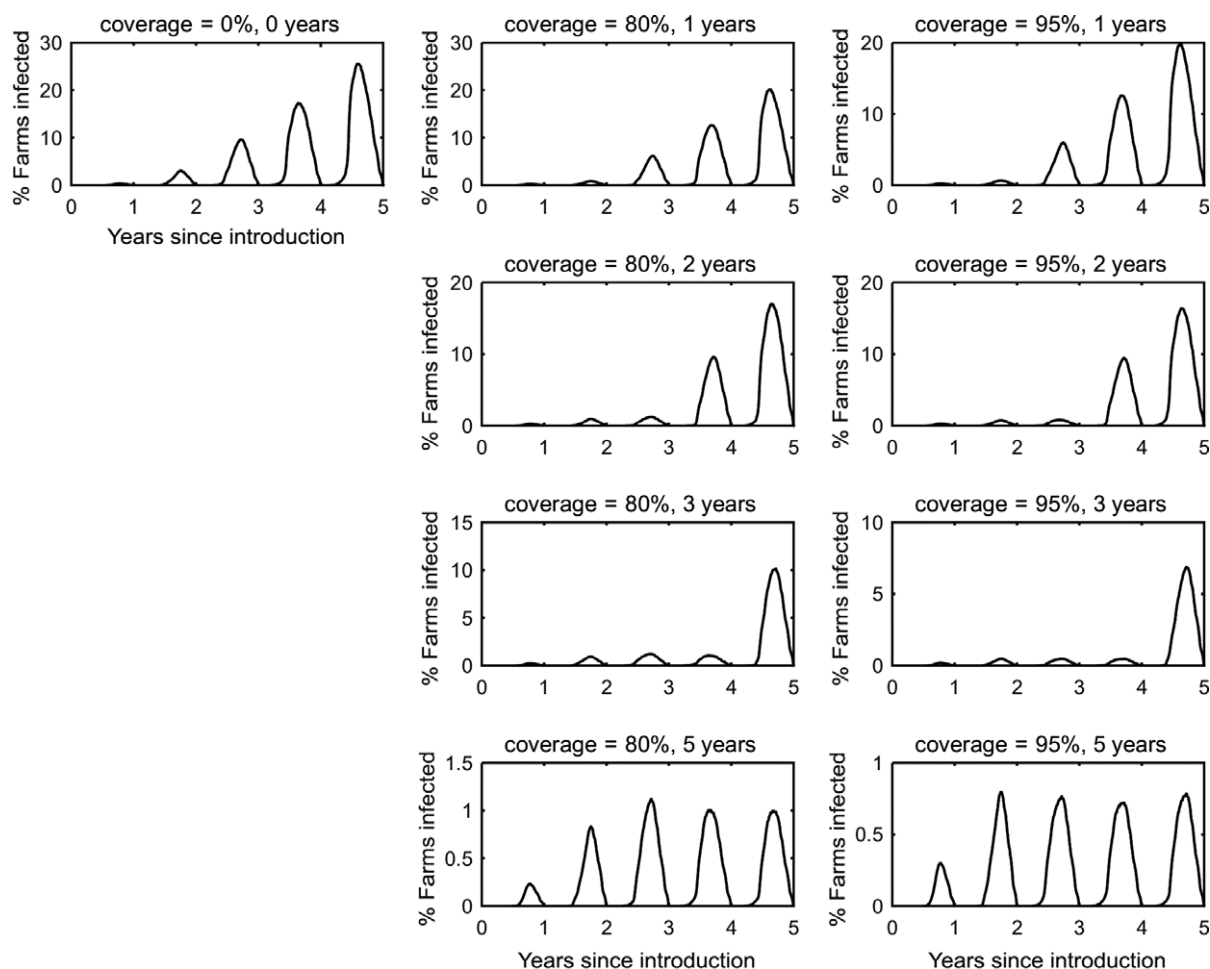 coverage = 0%, 0 years
% Farms infected
30
20
10
0
0 1 2 3 4 5
Years since introduction
coverage = 80%, 1 years
% Farms infected
30
20
10
0
0 1 2 3 4 5
coverage = 95%, 1 years
% Farms infected
20
15
10
5
0
0 1 2 3 4 5
coverage = 80%, 2 years
% Farms infected
20
10
0
0 1 2 3 4 5
coverage = 95%, 2 years
% Farms infected
20
10
0
0 1 2 3 4 5
coverage = 80%, 3 years
% Farms infected
15
10
5
0
0 1 2 3 4 5
coverage = 95%, 3 years
% Farms infected
10
5
0
0 1 2 3 4 5
coverage = 80%, 5 years
% Farms infected
1.5
1
0.5
0
0 1 2 3 4 5
Years since introduction
coverage = 95%, 5 years
% Farms infected
1
0.5
0
0 1 2 3 4 5
Years since introduction